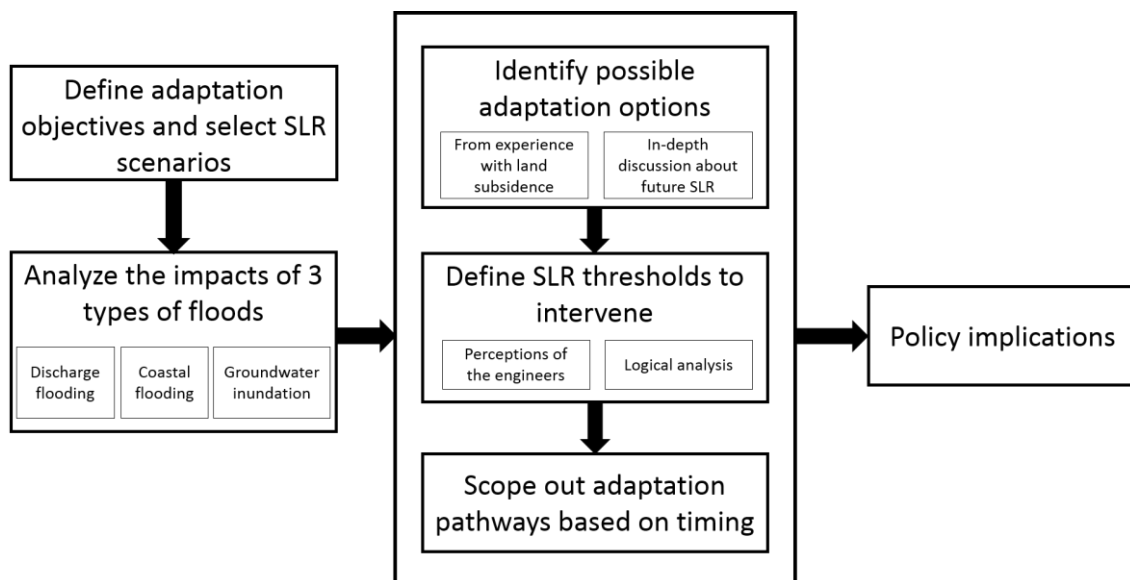 Define adaptation
objectives and select SLR
scenarios
Analyze the impacts of 3
types of floods
Discharge
flooding
Coastal
flooding
Groundwater
inundation
Identify possible
adaptation options
From experience
with land
subsidence
In-depth
discussion about
future SLR
Define SLR thresholds to
intervene
Perceptions of
the engineers
Logical analysis
Scope out adaptation
pathways based on timing
Policy implications